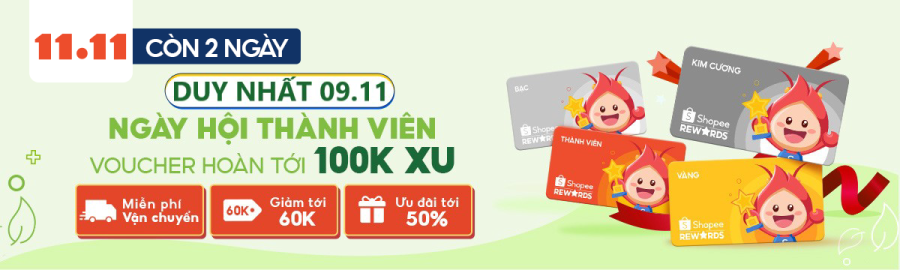 11.11
CÒN 2 NGÀY
DUY NHẤT 09.11
NGÀY HỘI THÀNH VIÊN
VOUCHER HOÀN TỚI 100K XU
Miễn phí
Vận chuyển
60K
Giảm tới
60K
Ưu đãi tới
50%
BẠC
Shopee
REWARDS
KIM CƯƠNG
Shopee
REWARDS
THÀNH VIÊN
Shopee
REWARDS
VÀNG
Shopee
REWARDS